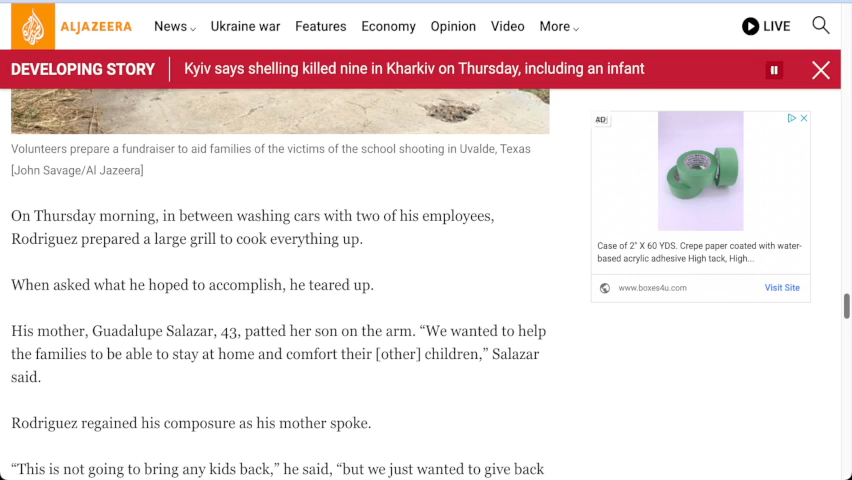 ALJAZEERA
News
Ukraine war
Features
Economy
Opinion
Video
More
LIVE
DEVELOPING STORY
Kyiv says shelling killed nine in Kharkiv on Thursday, including an infant
Volunteers prepare a fundraiser to aid families of the victims of the school shooting in Uvalde, Texas
[John Savage/Al Jazeera]
On Thursday morning, in between washing cars with two of his employees,
Rodriguez prepared a large grill to cook everything up.
When asked what he hoped to accomplish, he teared up.
His mother, Guadalupe Salazar, 43, patted her son on the arm. “We wanted to help
the families to be able to stay at home and comfort their [other] children,” Salazar
said.
Rodriguez regained his composure as his mother spoke.
“This is not going to bring any kids back,” he said, “but we just wanted to give back
AD
Case of 2" X 60 YDS. Crepe paper coated with water-
based acrylic adhesive High tack, High...
www.boxes4u.com
Visit Site